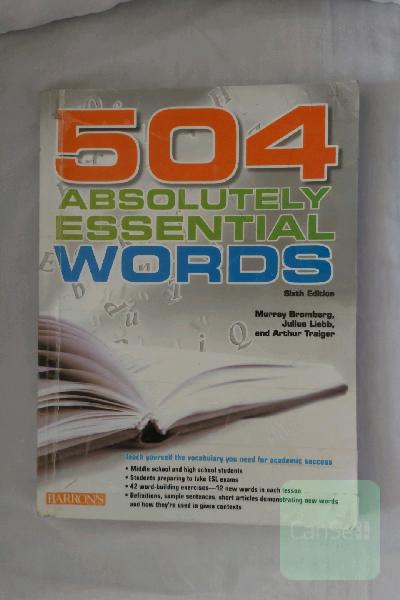 504
ABSOLUTELY
ESSENTIAL
WORDS
Sixth Edition
Murray Bromberg,
Julius Liebb,
and Arthur Traiger
Teach yourself the vocabulary you need for academic success
• Middle school and high school students
• Students preparing to take ESL exams
• 42 word-building exercises—12 new words in each lesson
• Definitions, sample sentences, short articles demonstrating new words
and how they're used in given contexts
BARRON'S
CanSell